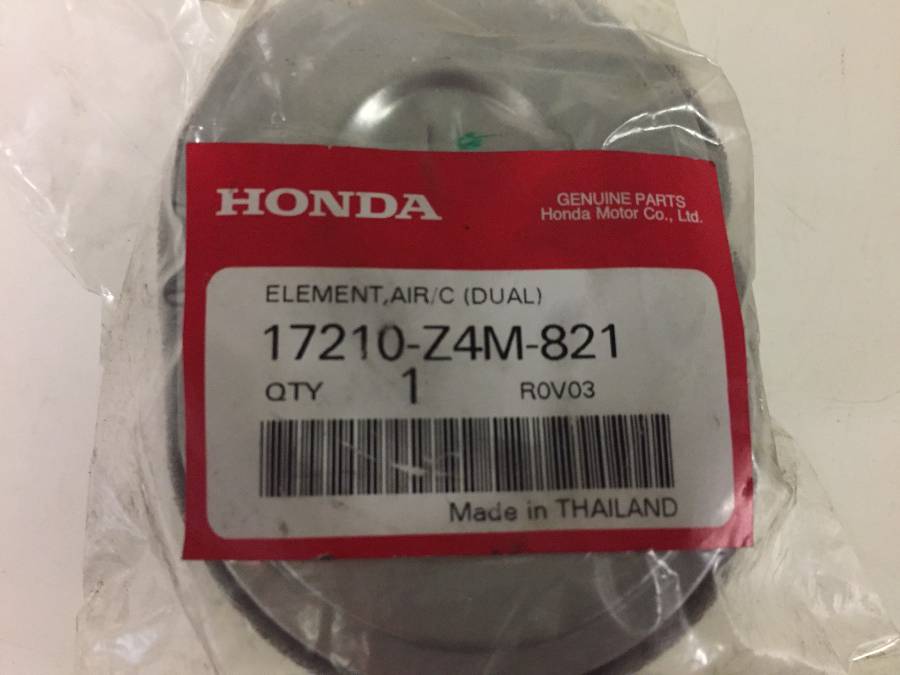 HONDA
GENUINE PARTS
Honda Motor Co., Ltd.
ELEMENT,AIR/C (DUAL)
17210-Z4M-821
QTY 1 R0V03
Made in THAILAND